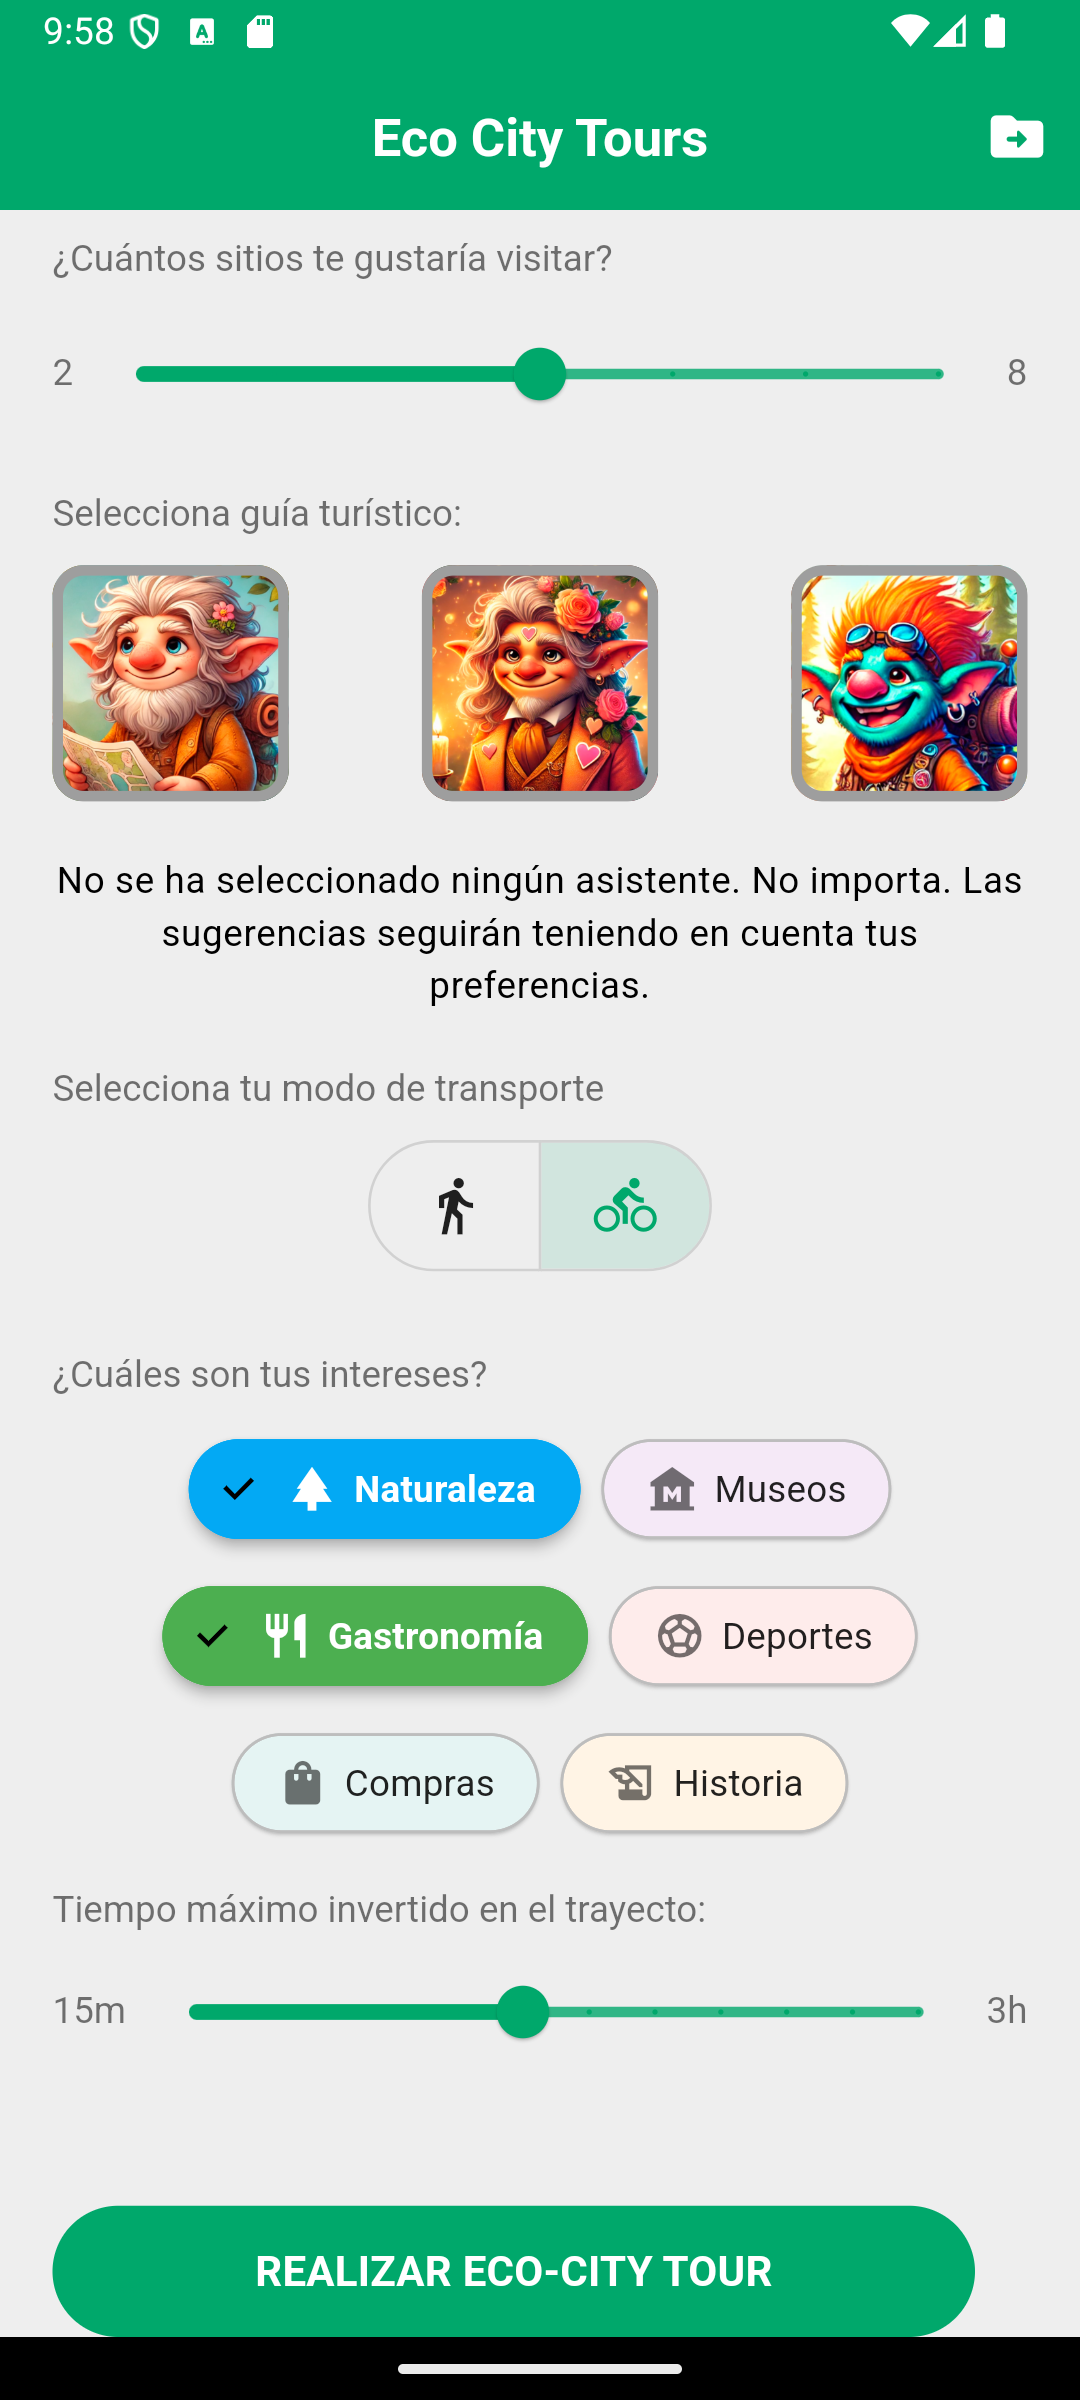 9:58
Eco City Tours
¿Cuántos sitios te gustaría visitar?
2 8
Selecciona guía turístico:
No se ha seleccionado ningún asistente. No importa. Las
sugerencias seguirán teniendo en cuenta tus
preferencias.
Selecciona tu modo de transporte
¿Cuáles son tus intereses?
Naturaleza Museos
Gastronomía Deportes
Compras Historia
Tiempo máximo invertido en el trayecto:
15m 3h
REALIZAR ECO-CITY TOUR